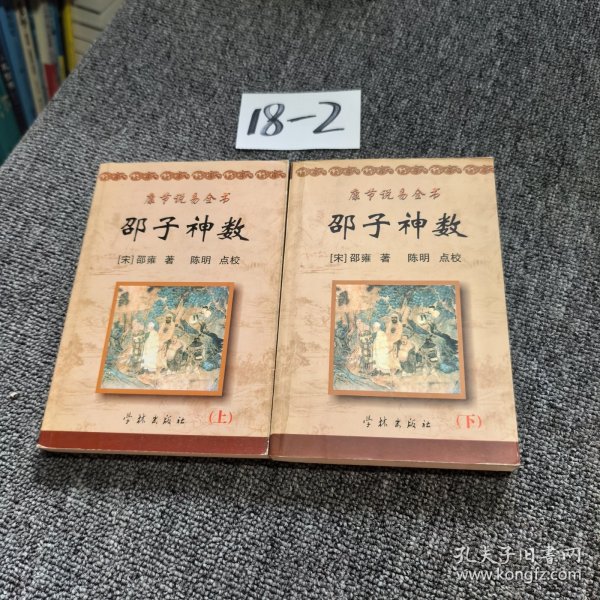 18-2
康节说易全书
邵子神数
[宋]邵雍 著 陈明 点校
学林出版社
(上)
康节说易全书
邵子神数
[宋]邵雍 著 陈明 点校
学林出版社
(下)
孔夫子旧书网
www.kongfz.com